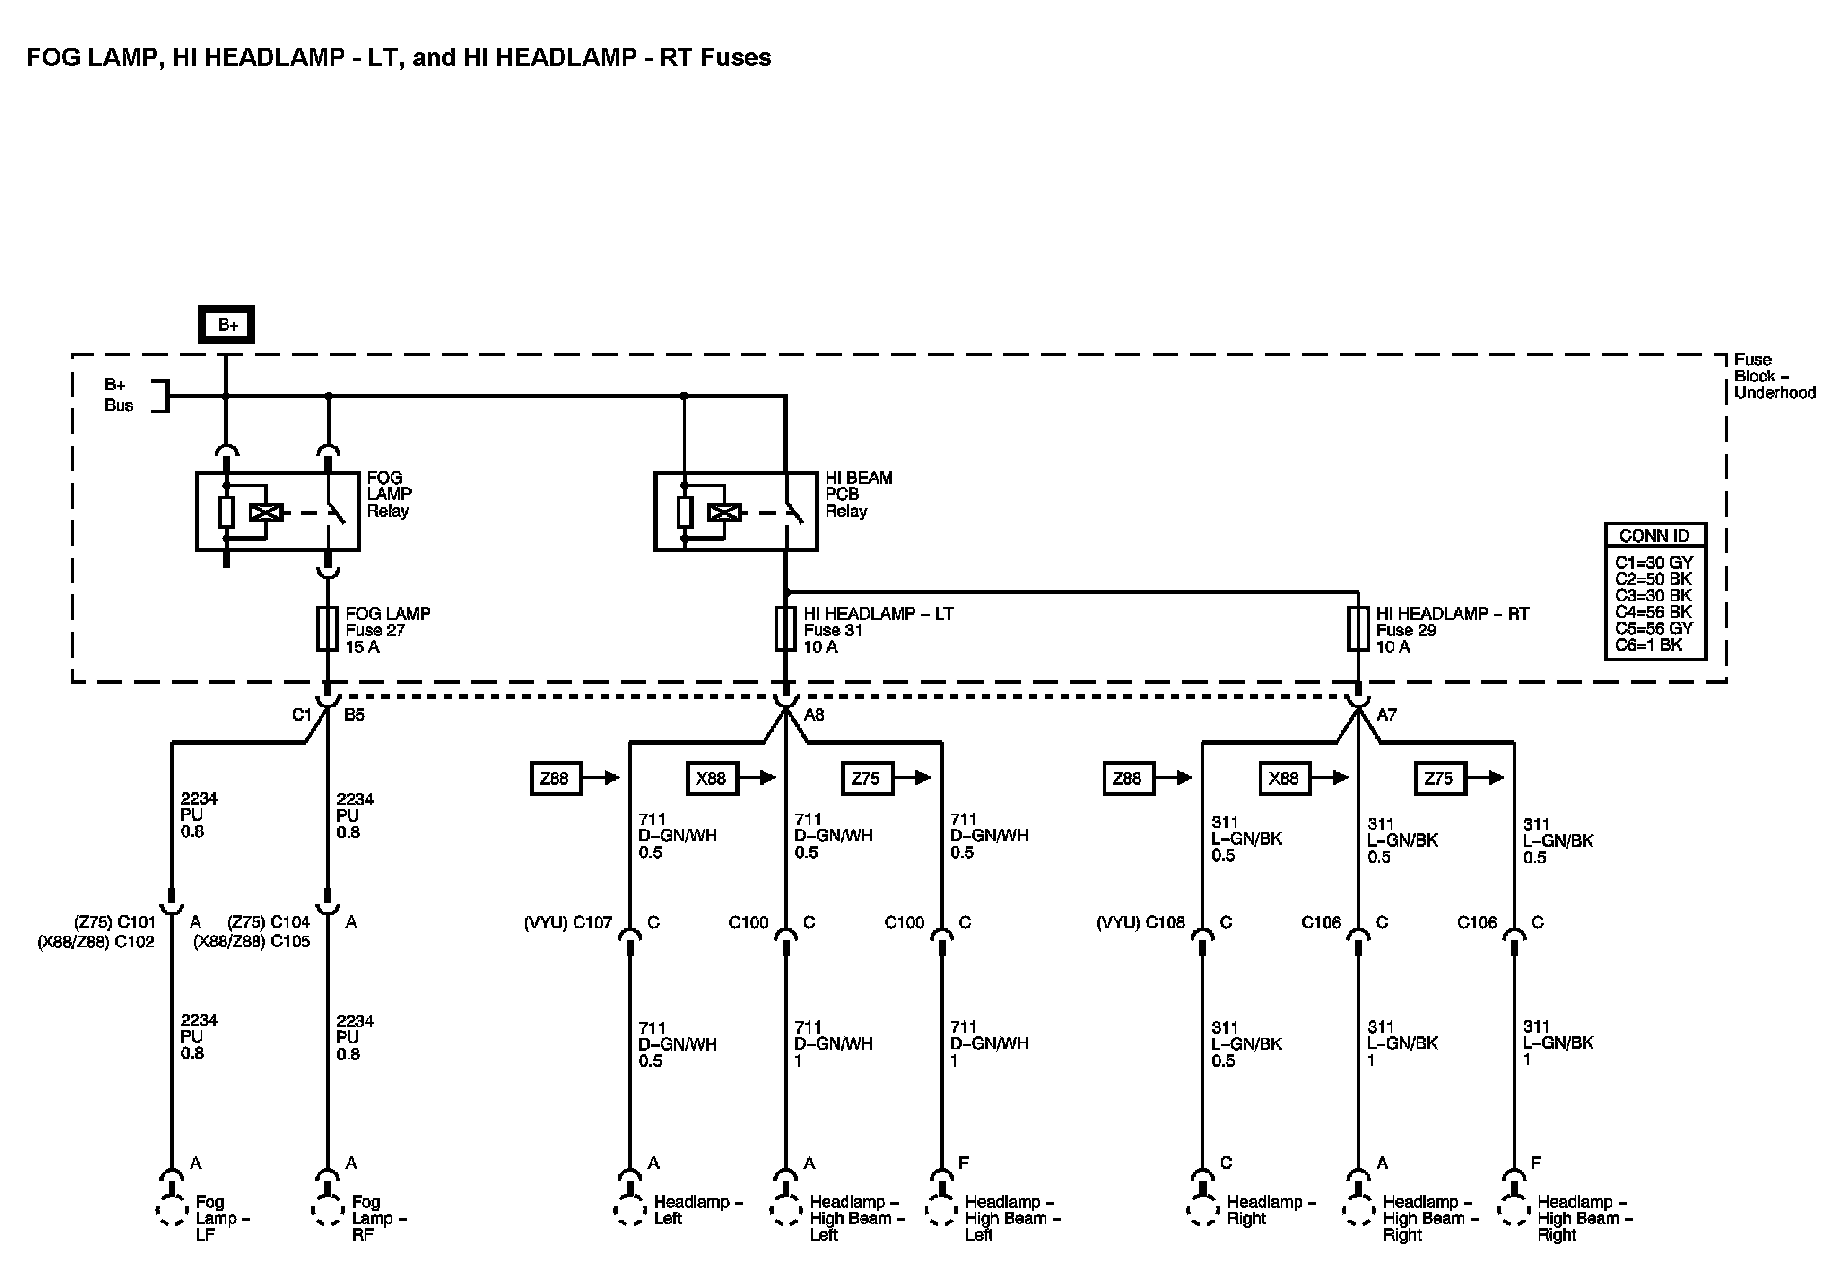 FOG LAMP, HI HEADLAMP - LT, and HI HEADLAMP - RT Fuses
B+
Fuse
Block –
Underhood
B+
Bus
FOG
LAMP
Relay
HI BEAM
PCB
Relay
CONN ID
C1=30 GY
C2=50 BK
C3=30 BK
C4=56 BK
C5=56 GY
C6=1 BK
FOG LAMP
Fuse 27
15 A
HI HEADLAMP – LT
Fuse 31
10 A
HI HEADLAMP – RT
Fuse 29
10 A
C1
B5
A8
A7
Z88
X88
Z75
Z88
X88
Z75
2234
PU
0.8
2234
PU
0.8
711
D–GN/WH
0.5
711
D–GN/WH
0.5
711
D–GN/WH
0.5
311
L–GN/BK
0.5
311
L–GN/BK
0.5
311
L–GN/BK
0.5
(Z75) C101
(X88/Z88) C102
A
(Z75) C104
(X88/Z88) C105
A
(VYU) C107
C
C100
C
C100
C
(VYU) C108
C
C106
C
C106
C
2234
PU
0.8
2234
PU
0.8
711
D–GN/WH
0.5
711
D–GN/WH
1
711
D–GN/WH
1
311
L–GN/BK
0.5
311
L–GN/BK
1
311
L–GN/BK
1
A
A
A
A
F
C
A
F
Fog
Lamp –
LF
Fog
Lamp –
RF
Headlamp –
Left
Headlamp –
High Beam –
Left
Headlamp –
High Beam –
Left
Headlamp –
Right
Headlamp –
High Beam –
Right
Headlamp –
High Beam –
Right